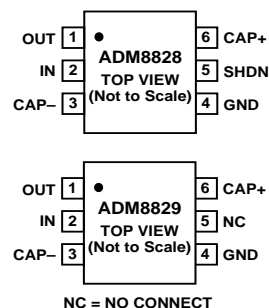 OUT 1 6 CAP+
ADM8828
IN 2 5 SHDN
TOP VIEW
(Not to Scale)
CAP– 3 4 GND
OUT 1 6 CAP+
ADM8829
IN 2 5 NC
TOP VIEW
(Not to Scale)
CAP– 3 4 GND
NC = NO CONNECT